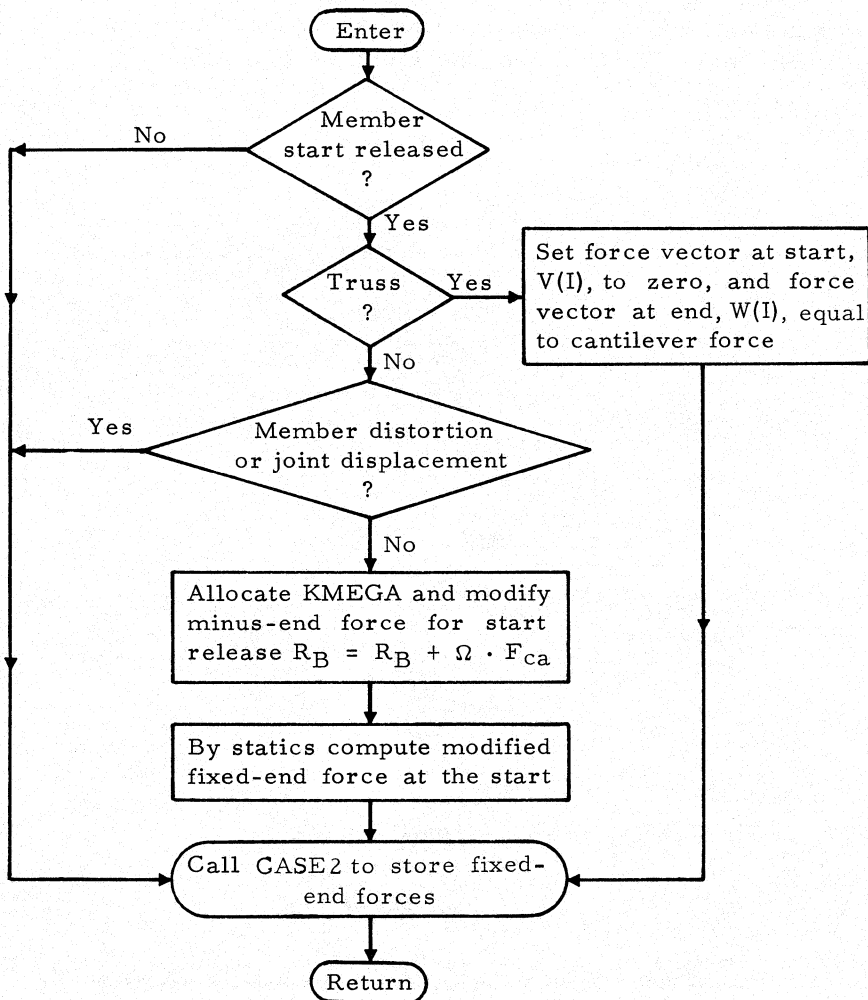 Enter
Member
start released
?
No
Yes
Truss
?
Yes
Set force vector at start,
V(I), to zero, and force
vector at end, W(I), equal
to cantilever force
No
Member distortion
or joint displacement
?
Yes
No
Allocate KMEGA and modify
minus-end force for start
release R_B = R_B + Ω · F_ca
By statics compute modified
fixed-end force at the start
Call CASE2 to store fixed-
end forces
Return